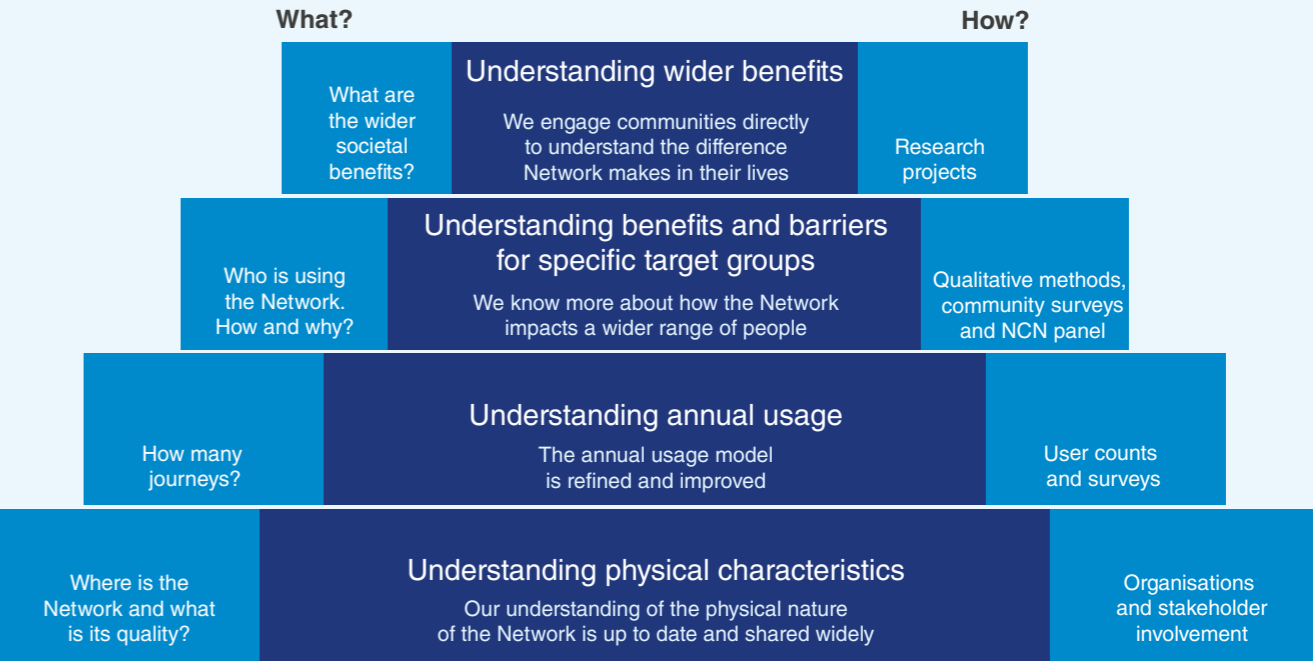 What?
How?
What are
the wider
societal
benefits?
Understanding wider benefits
We engage communities directly
to understand the difference
Network makes in their lives
Research
projects
Who is using
the Network.
How and why?
Understanding benefits and barriers
for specific target groups
We know more about how the Network
impacts a wider range of people
Qualitative methods,
community surveys
and NCN panel
How many
journeys?
Understanding annual usage
The annual usage model
is refined and improved
User counts
and surveys
Where is the
Network and what
is its quality?
Understanding physical characteristics
Our understanding of the physical nature
of the Network is up to date and shared widely
Organisations
and stakeholder
involvement